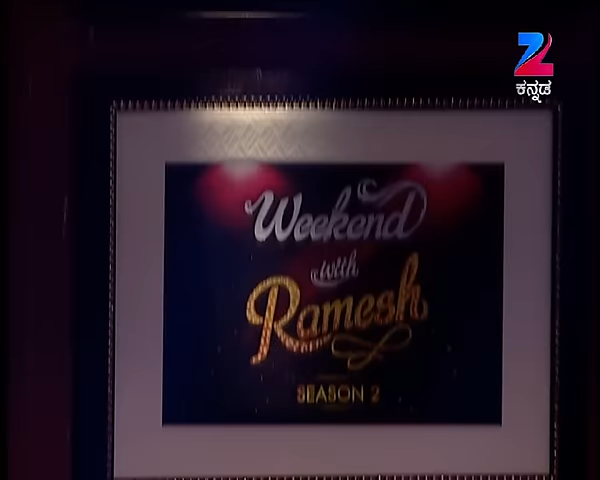 ಕನ್ನಡ
Weekend
with
Ramesh
SEASON 2